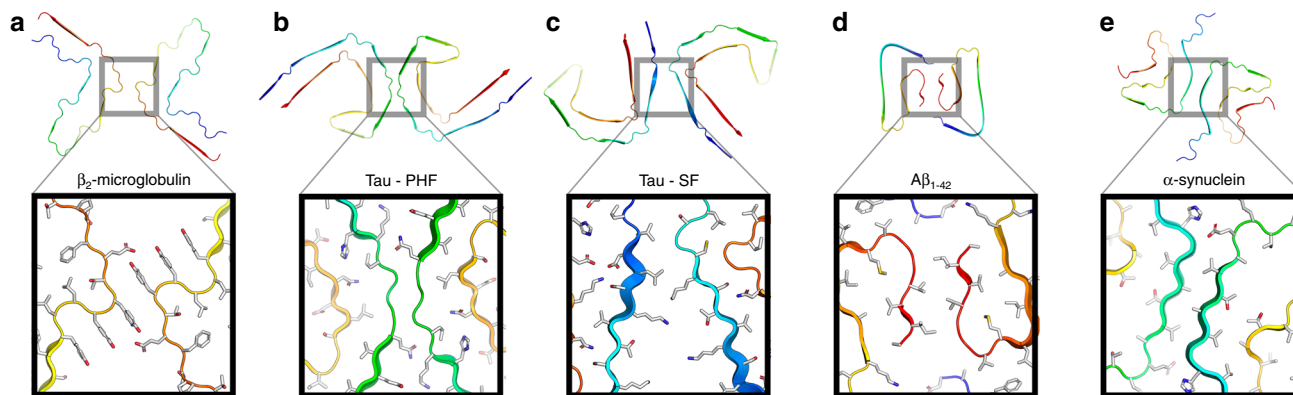 a
b
c
d
e
β₂-microglobulin
Tau - PHF
Tau - SF
Aβ₁₋₄₂
α-synuclein